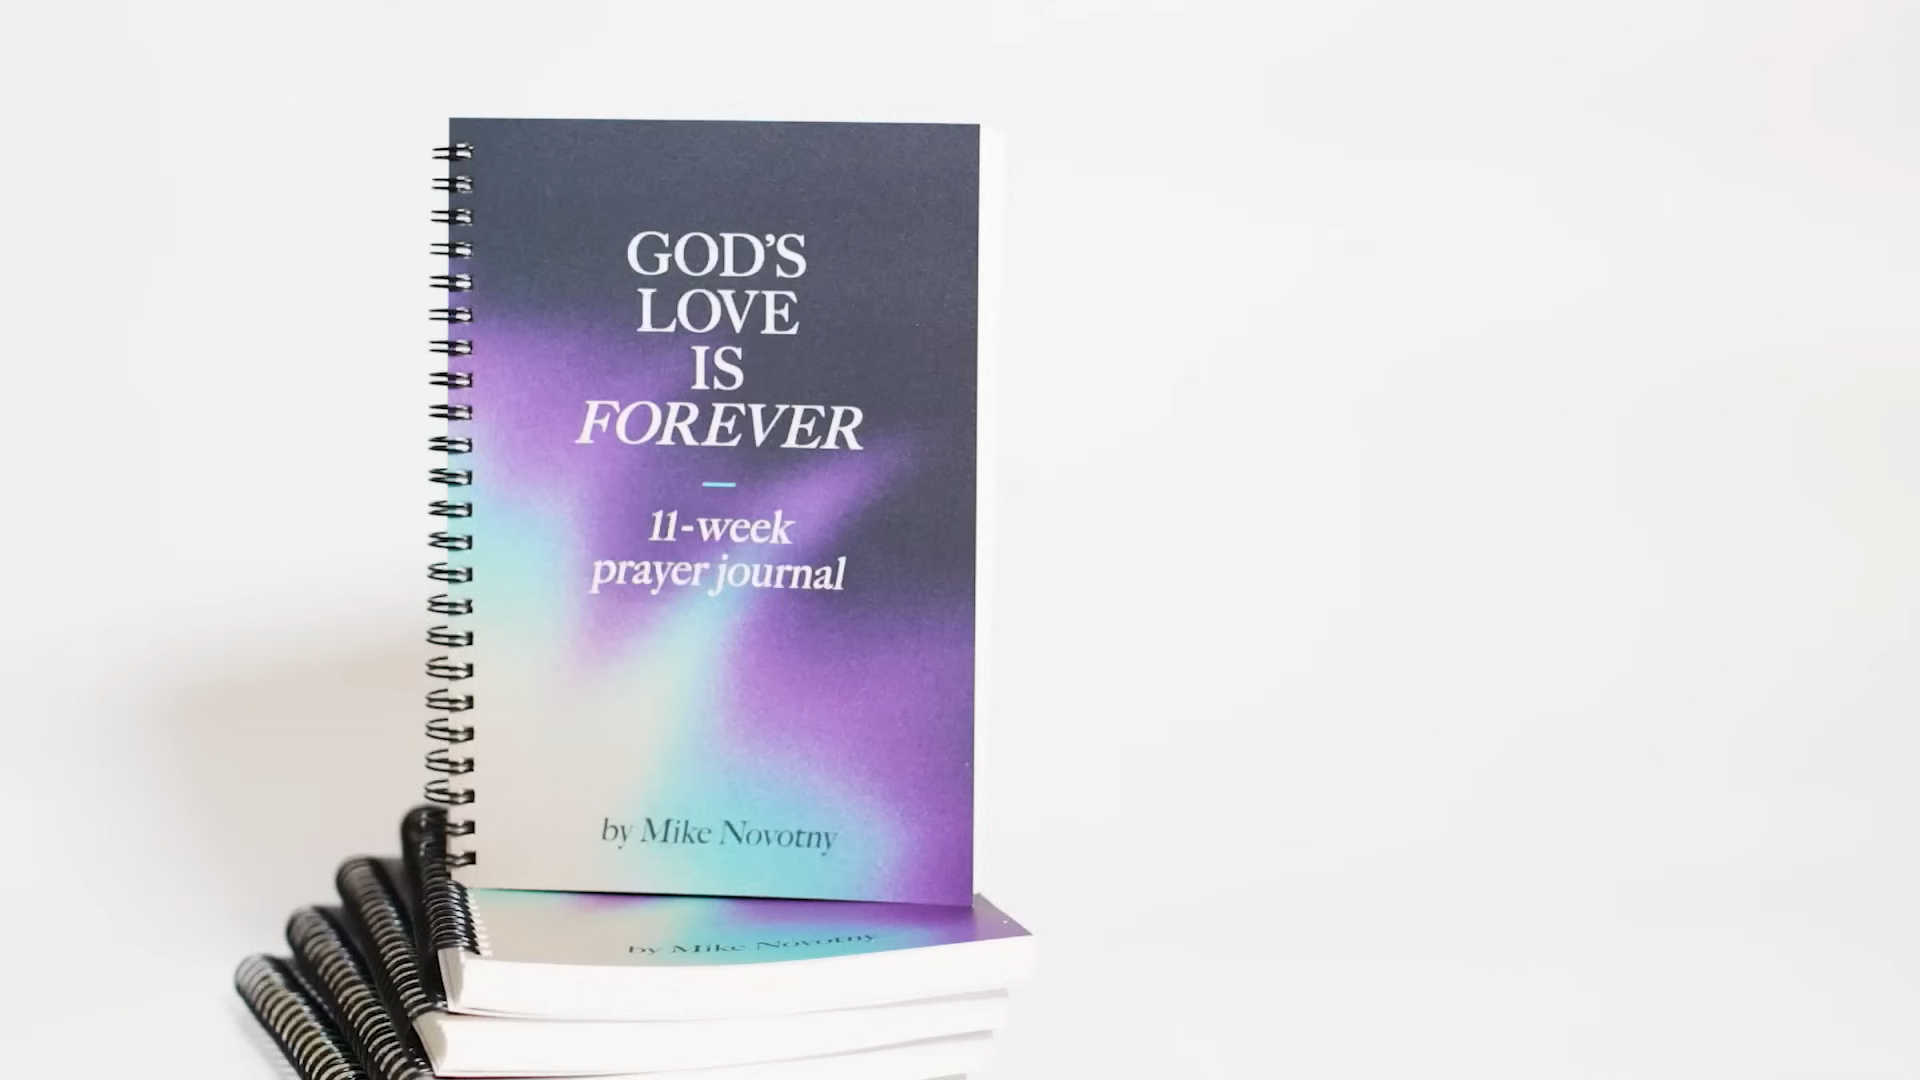 GOD'S
LOVE
IS
FOREVER
11-week
prayer journal
by Mike Novotny
by Mike Novotny